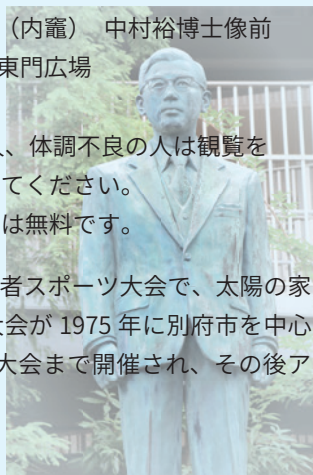 （内竈）　中村裕博士像前
東門広場
、体調不良の人は観覧を
てください。
は無料です。
者スポーツ大会で、太陽の家
大会が 1975 年に別府市を中心
大会まで開催され、その後ア